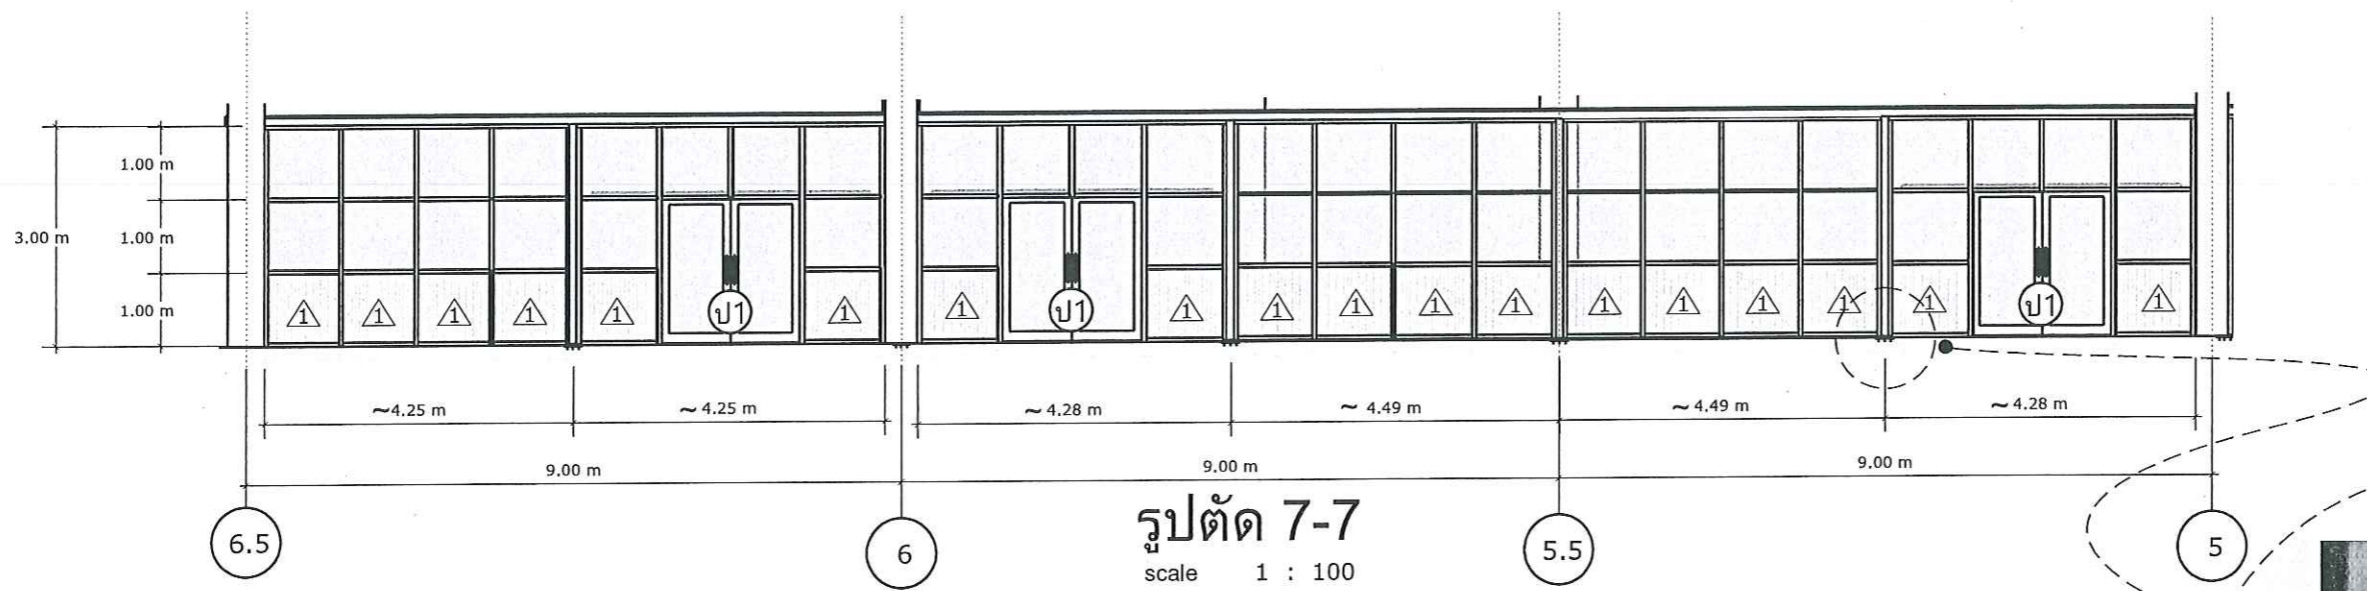 1.00 m
3.00 m
1.00 m
1.00 m
1 1 1 1 1 ป1 1 1 ป1 1 1 1 1 1 1 1 1 1 1 ป1 1
~4.25 m ~4.25 m ~4.28 m ~4.49 m ~4.49 m ~4.28 m
9.00 m 9.00 m 9.00 m
6.5 6 5.5 5
รูปตัด 7-7
scale 1 : 100